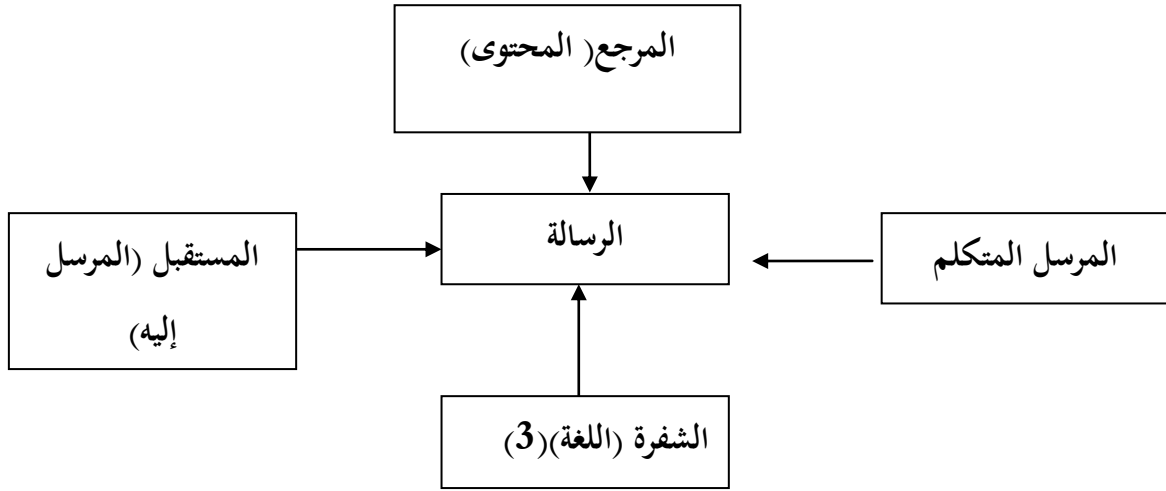 المرجع( المحتوى)
الرسالة
المرسل المتكلم
المستقبل (المرسل
إليه)
الشفرة (اللغة)(3)